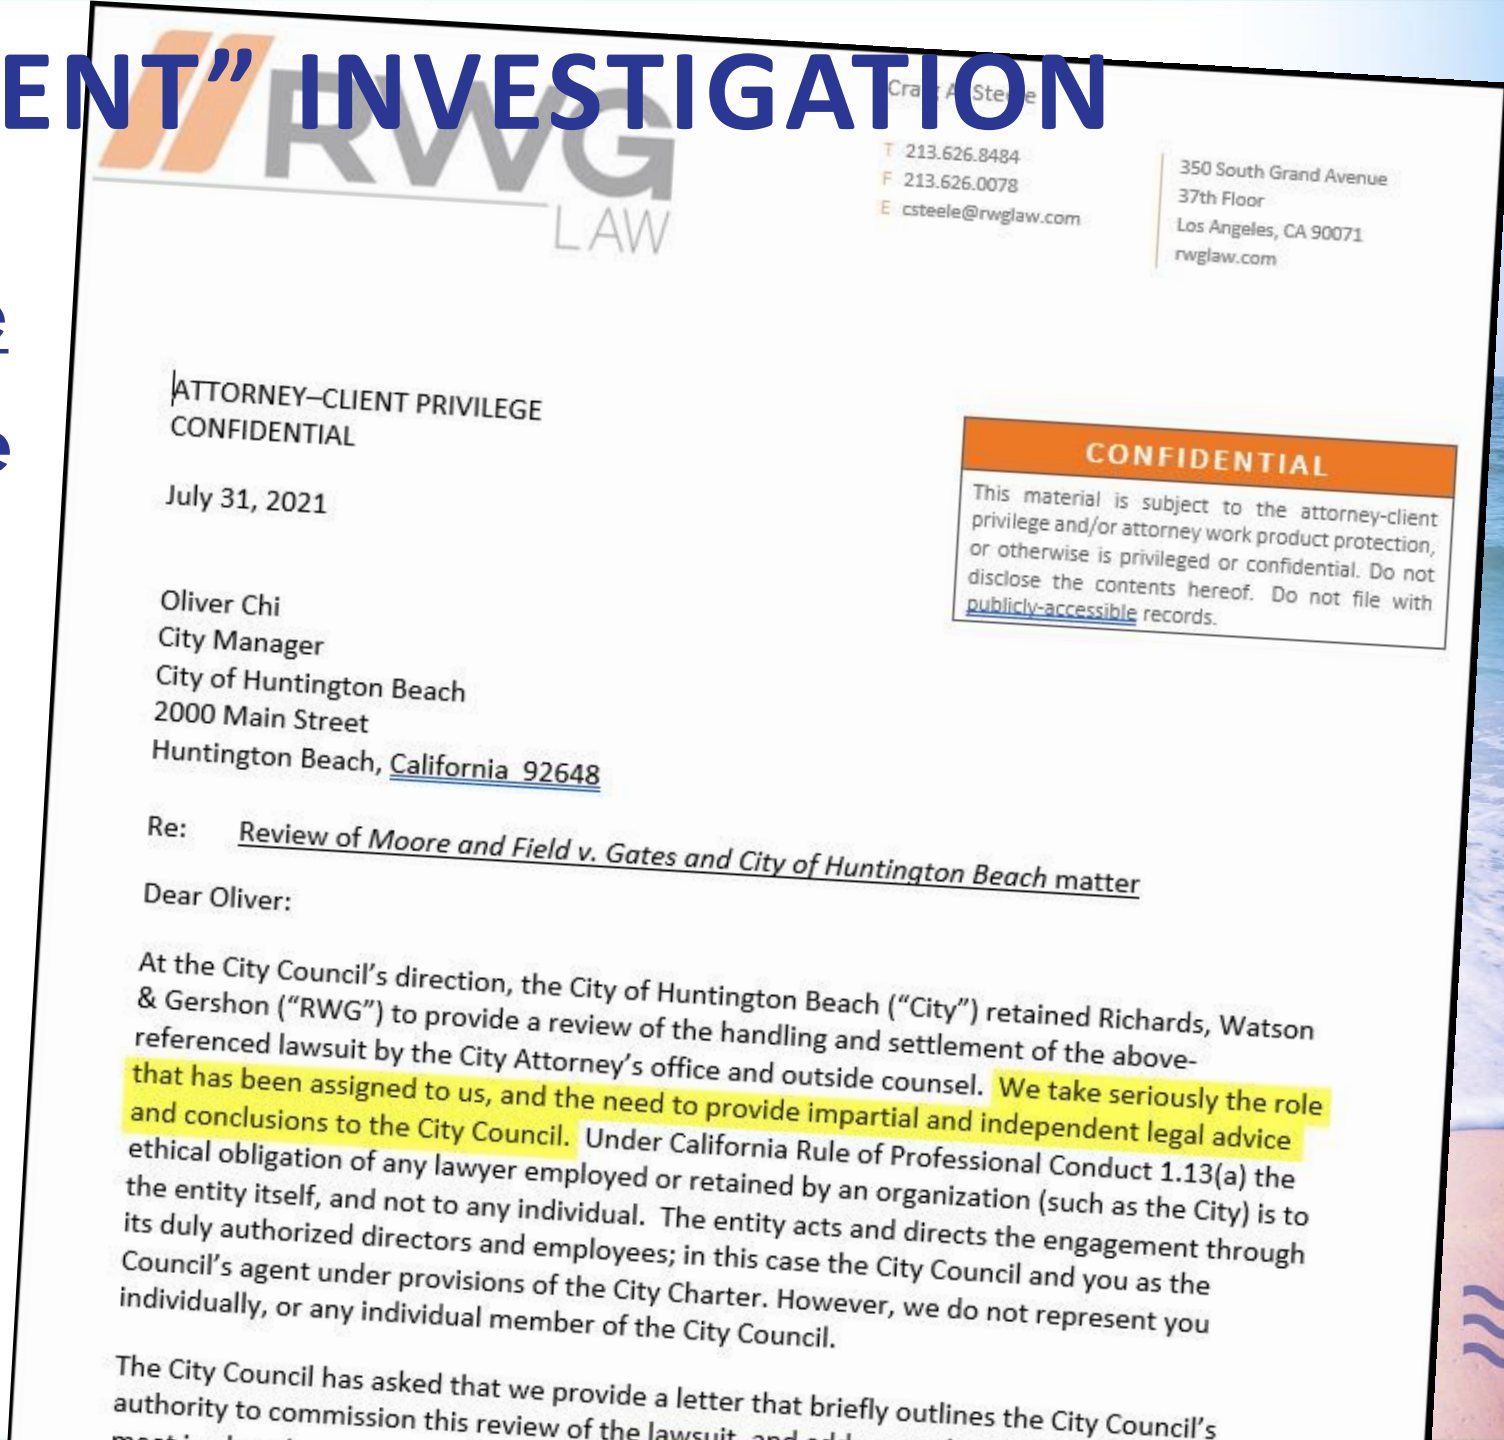 ENT” INVESTIGATION
RWG
LAW
Craig A. Steele
T 213.626.8484
F 213.626.0078
E csteele@rwglaw.com
350 South Grand Avenue
37th Floor
Los Angeles, CA 90071
rwglaw.com
e
e
ATTORNEY–CLIENT PRIVILEGE
CONFIDENTIAL
July 31, 2021
CONFIDENTIAL
This material is subject to the attorney-client
privilege and/or attorney work product protection,
or otherwise is privileged or confidential. Do not
disclose the contents hereof. Do not file with
publicly-accessible records.
Oliver Chi
City Manager
City of Huntington Beach
2000 Main Street
Huntington Beach, California 92648
Re: Review of Moore and Field v. Gates and City of Huntington Beach matter
Dear Oliver:
At the City Council’s direction, the City of Huntington Beach (“City”) retained Richards, Watson
& Gershon (“RWG”) to provide a review of the handling and settlement of the above-
referenced lawsuit by the City Attorney’s office and outside counsel. We take seriously the role
that has been assigned to us, and the need to provide impartial and independent legal advice
and conclusions to the City Council. Under California Rule of Professional Conduct 1.13(a) the
ethical obligation of any lawyer employed or retained by an organization (such as the City) is to
the entity itself, and not to any individual. The entity acts and directs the engagement through
its duly authorized directors and employees; in this case the City Council and you as the
Council’s agent under provisions of the City Charter. However, we do not represent you
individually, or any individual member of the City Council.
The City Council has asked that we provide a letter that briefly outlines the City Council’s
authority to commission this review of the lawsuit, and